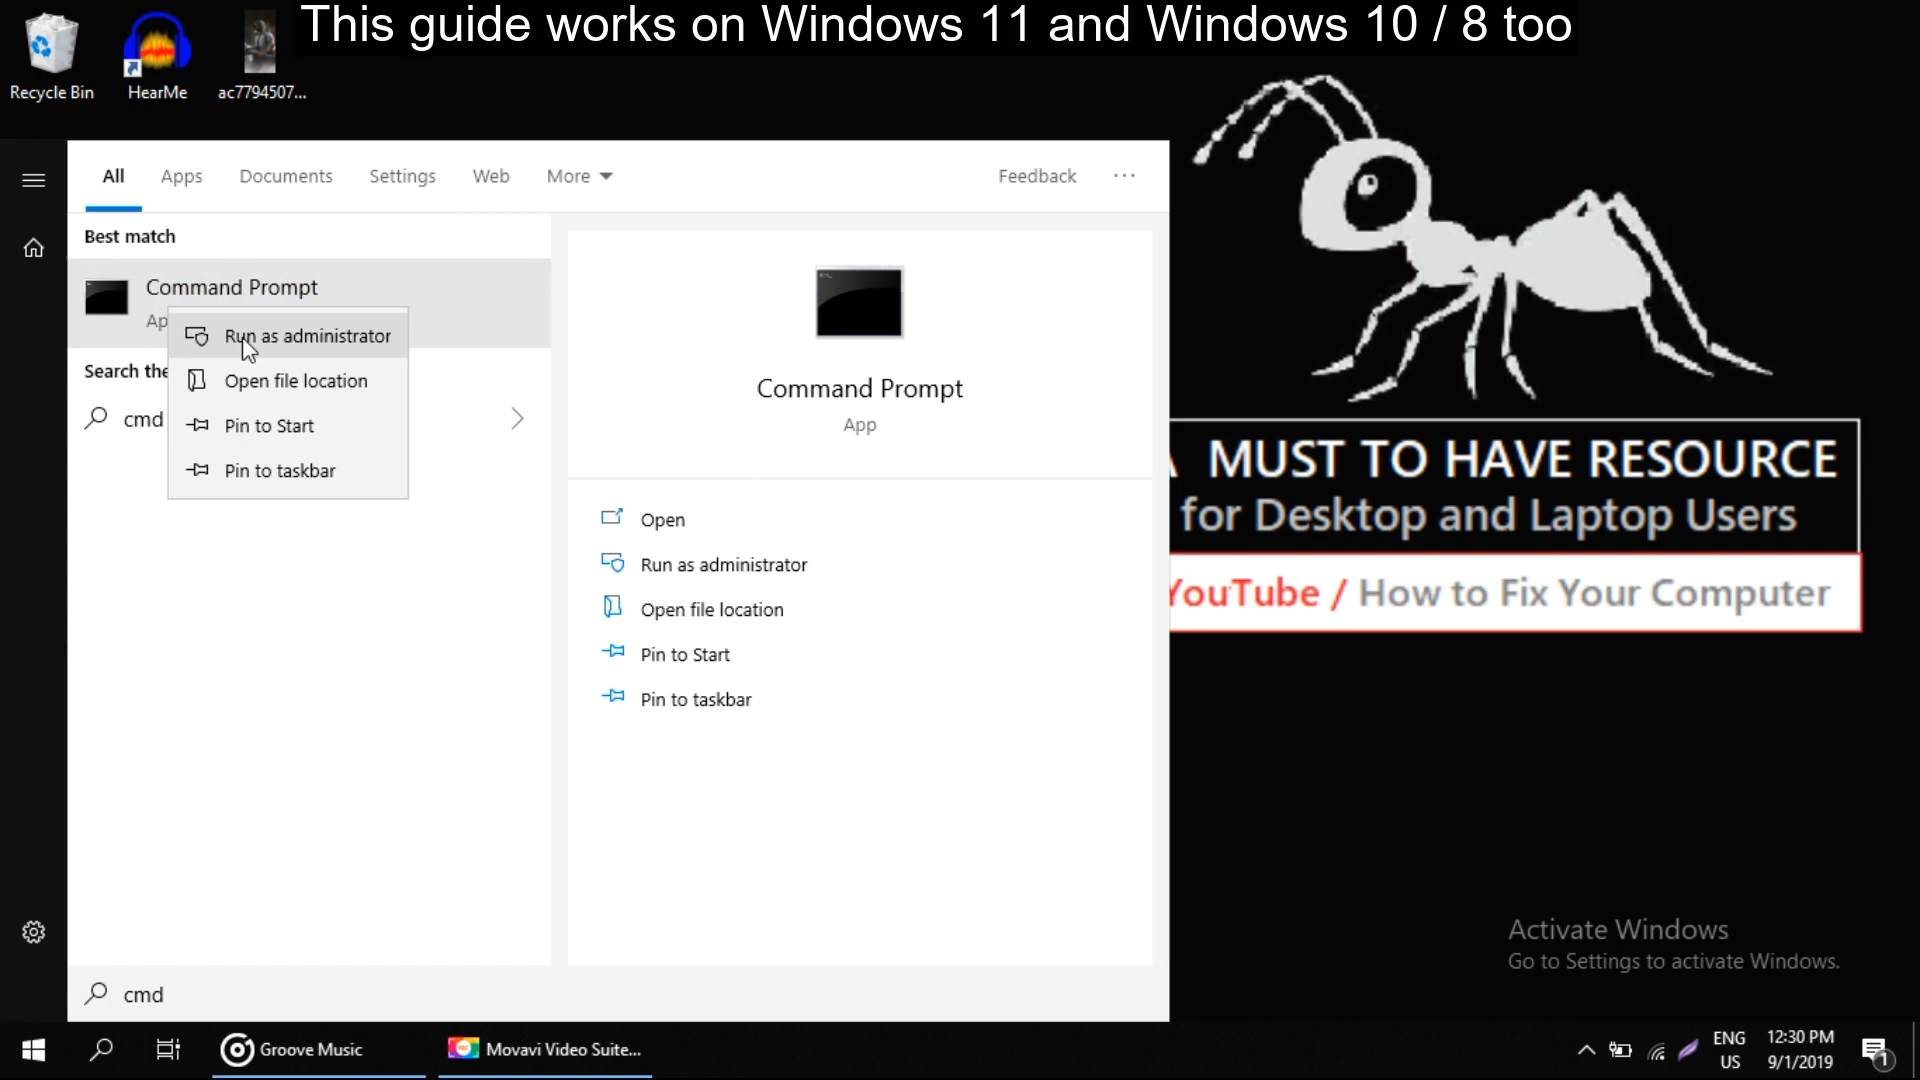 This guide works on Windows 11 and Windows 10 / 8 too
Recycle Bin
HearMe
ac7794507...
All
Apps
Documents
Settings
Web
More
Feedback
...
Best match
Command Prompt
Run as administrator
Open file location
Pin to Start
Pin to taskbar
cmd
Command Prompt
App
Open
Run as administrator
Open file location
Pin to Start
Pin to taskbar
MUST TO HAVE RESOURCE
for Desktop and Laptop Users
YouTube / How to Fix Your Computer
Activate Windows
Go to Settings to activate Windows.
cmd
Groove Music
Movavi Video Suite...
ENG
US
12:30 PM
9/1/2019
1